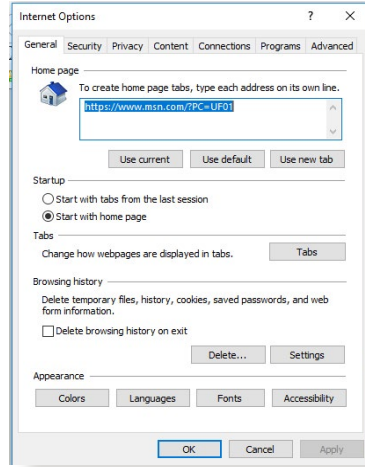 Internet Options ? X
General Security Privacy Content Connections Programs Advanced
Home page
To create home page tabs, type each address on its own line.
https://www.msn.com/?PC=UF01
Use current Use default Use new tab
Startup
Start with tabs from the last session
Start with home page
Tabs
Change how webpages are displayed in tabs. Tabs
Browsing history
Delete temporary files, history, cookies, saved passwords, and web
form information.
Delete browsing history on exit
Delete... Settings
Appearance
Colors Languages Fonts Accessibility
OK Cancel Apply